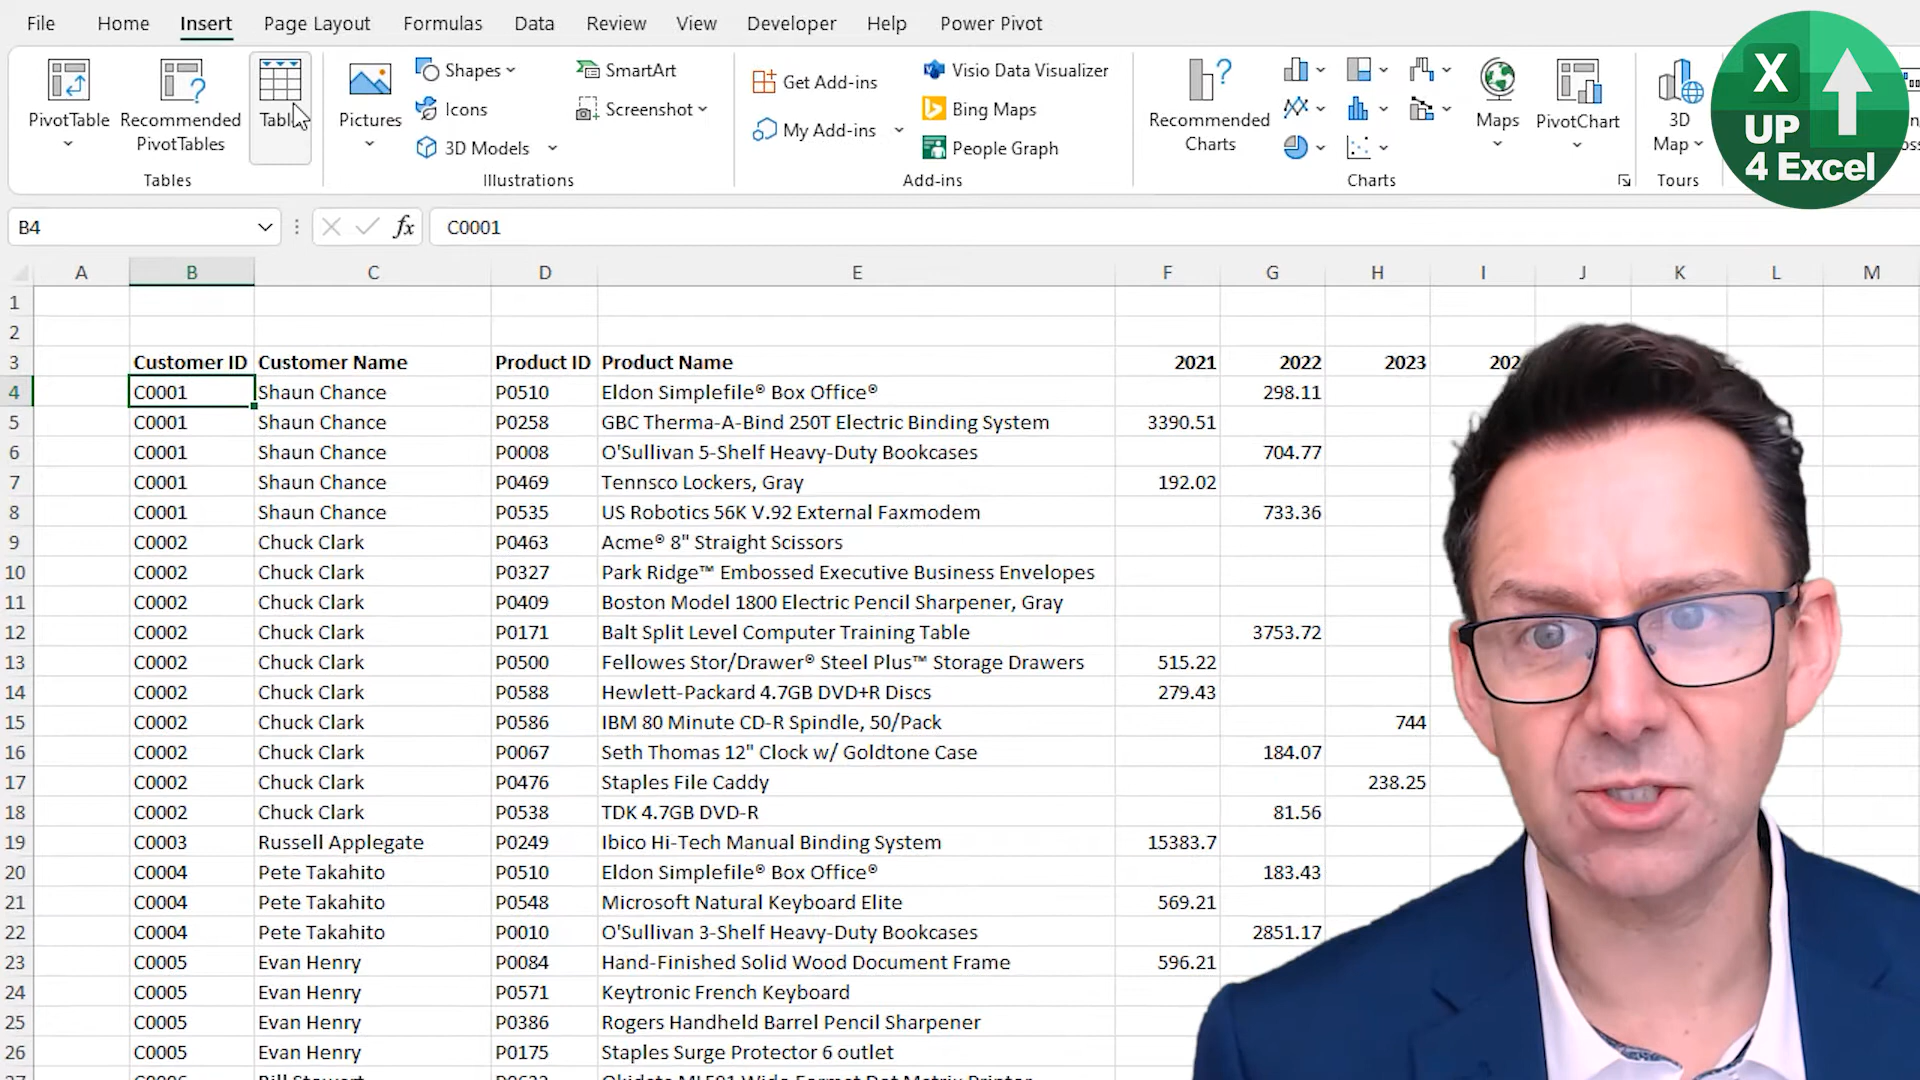 File Home Insert Page Layout Formulas Data Review View Developer Help Power Pivot
PivotTable
Recommended PivotTables
Table
Tables
Pictures
Shapes
Icons
3D Models
SmartArt
Screenshot
Illustrations
Get Add-ins
My Add-ins
Visio Data Visualizer
Bing Maps
People Graph
Add-ins
Recommended Charts
Maps
PivotChart
Charts
3D Map
Tours
X
UP
4 Excel
B4 fx C0001
A B C D E F G H I J K L M
1
2
3 Customer ID Customer Name Product ID Product Name 2021 2022 2023
4 C0001 Shaun Chance P0510 Eldon Simplefile® Box Office® 298.11
5 C0001 Shaun Chance P0258 GBC Therma-A-Bind 250T Electric Binding System 3390.51
6 C0001 Shaun Chance P0008 O'Sullivan 5-Shelf Heavy-Duty Bookcases 704.77
7 C0001 Shaun Chance P0469 Tennsco Lockers, Gray 192.02
8 C0001 Shaun Chance P0535 US Robotics 56K V.92 External Faxmodem 733.36
9 C0002 Chuck Clark P0463 Acme® 8" Straight Scissors
10 C0002 Chuck Clark P0327 Park Ridge™ Embossed Executive Business Envelopes
11 C0002 Chuck Clark P0409 Boston Model 1800 Electric Pencil Sharpener, Gray
12 C0002 Chuck Clark P0171 Balt Split Level Computer Training Table 3753.72
13 C0002 Chuck Clark P0500 Fellowes Stor/Drawer® Steel Plus™ Storage Drawers 515.22
14 C0002 Chuck Clark P0588 Hewlett-Packard 4.7GB DVD+R Discs 279.43
15 C0002 Chuck Clark P0586 IBM 80 Minute CD-R Spindle, 50/Pack 744
16 C0002 Chuck Clark P0067 Seth Thomas 12" Clock w/ Goldtone Case 184.07
17 C0002 Chuck Clark P0476 Staples File Caddy 238.25
18 C0002 Chuck Clark P0538 TDK 4.7GB DVD-R 81.56
19 C0003 Russell Applegate P0249 Ibico Hi-Tech Manual Binding System 15383.7
20 C0004 Pete Takahito P0510 Eldon Simplefile® Box Office® 183.43
21 C0004 Pete Takahito P0548 Microsoft Natural Keyboard Elite 569.21
22 C0004 Pete Takahito P0010 O'Sullivan 3-Shelf Heavy-Duty Bookcases 2851.17
23 C0005 Evan Henry P0084 Hand-Finished Solid Wood Document Frame 596.21
24 C0005 Evan Henry P0571 Keytronic French Keyboard
25 C0005 Evan Henry P0386 Rogers Handheld Barrel Pencil Sharpener
26 C0005 Evan Henry P0175 Staples Surge Protector 6 outlet